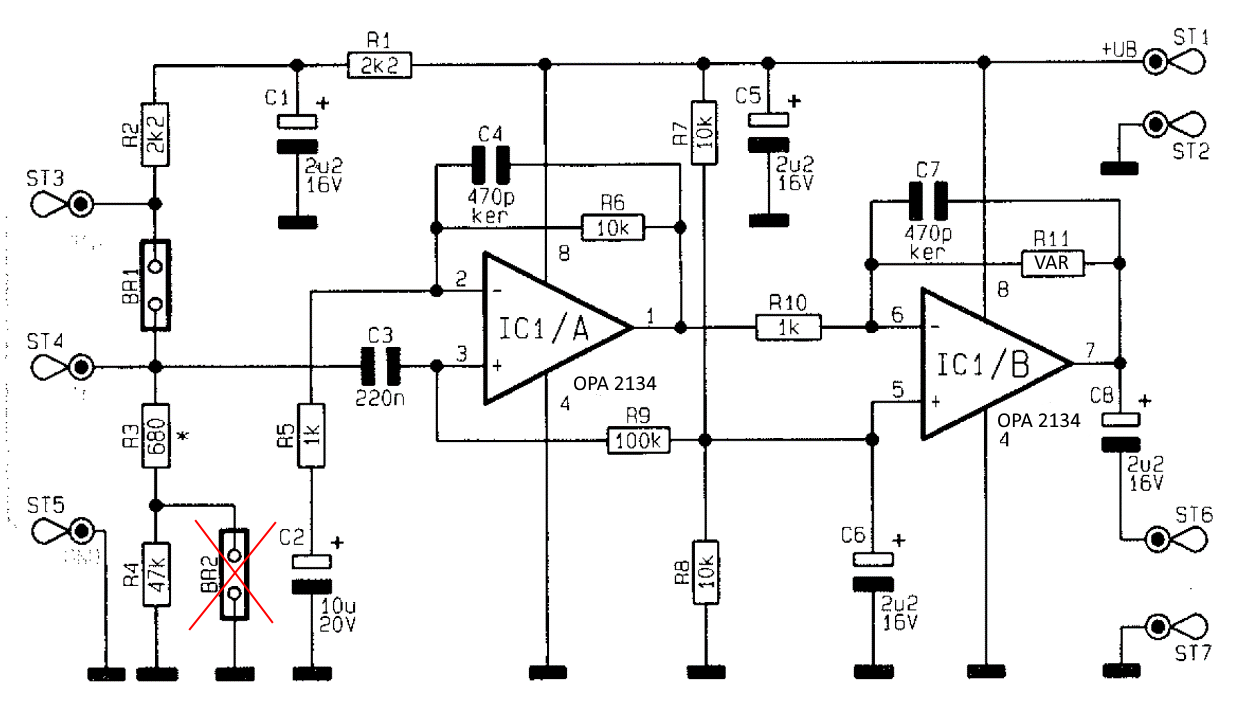 R1
2k2
+UB
ST1
C1
+
R2
2k2
2u2
16V
C4
470p
ker
R7
10k
C5
+
2u2
16V
ST2
ST3
R6
10k
C7
470p
ker
R11
VAR
8
8
BR1
2
-
IC1/A
1
R10
1k
6
-
IC1/B
7
ST4
C3
220n
3
+
OPA 2134
4
5
+
OPA 2134
4
C8
+
2u2
16V
R3
680
*
R5
1k
R9
100k
ST5
GND
R4
47k
BR2
C2
+
10u
20V
R8
10k
C6
+
2u2
16V
ST6
ST7